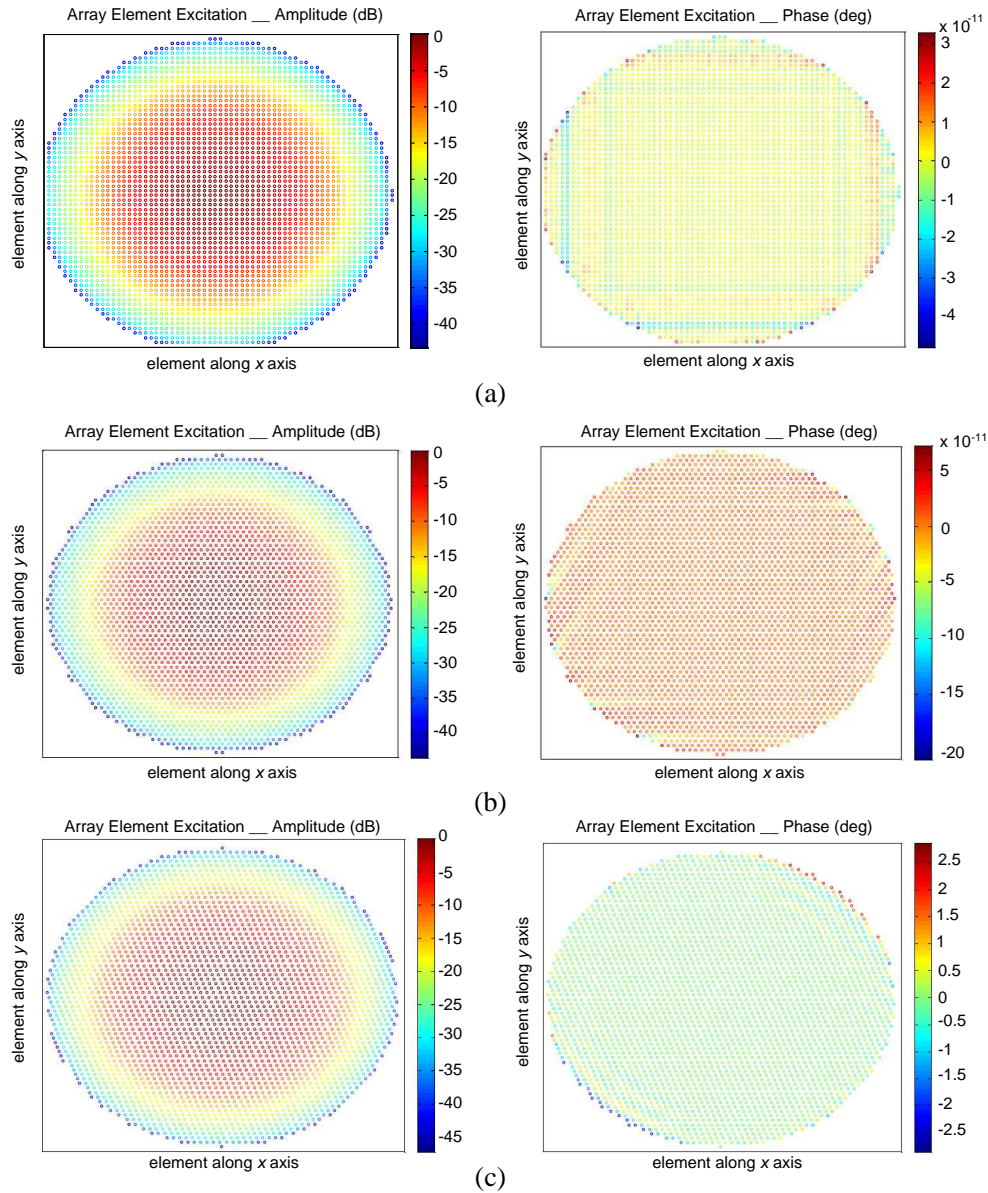 Array Element Excitation __ Amplitude (dB)
element along y axis
element along x axis
0
-5
-10
-15
-20
-25
-30
-35
-40
Array Element Excitation __ Phase (deg)
element along y axis
element along x axis
x 10-11
3
2
1
0
-1
-2
-3
-4
(a)
Array Element Excitation __ Amplitude (dB)
element along y axis
element along x axis
0
-5
-10
-15
-20
-25
-30
-35
-40
Array Element Excitation __ Phase (deg)
element along y axis
element along x axis
x 10-11
5
0
-5
-10
-15
-20
(b)
Array Element Excitation __ Amplitude (dB)
element along y axis
element along x axis
0
-5
-10
-15
-20
-25
-30
-35
-40
-45
Array Element Excitation __ Phase (deg)
element along y axis
element along x axis
2.5
2
1.5
1
0.5
0
-0.5
-1
-1.5
-2
-2.5
(c)